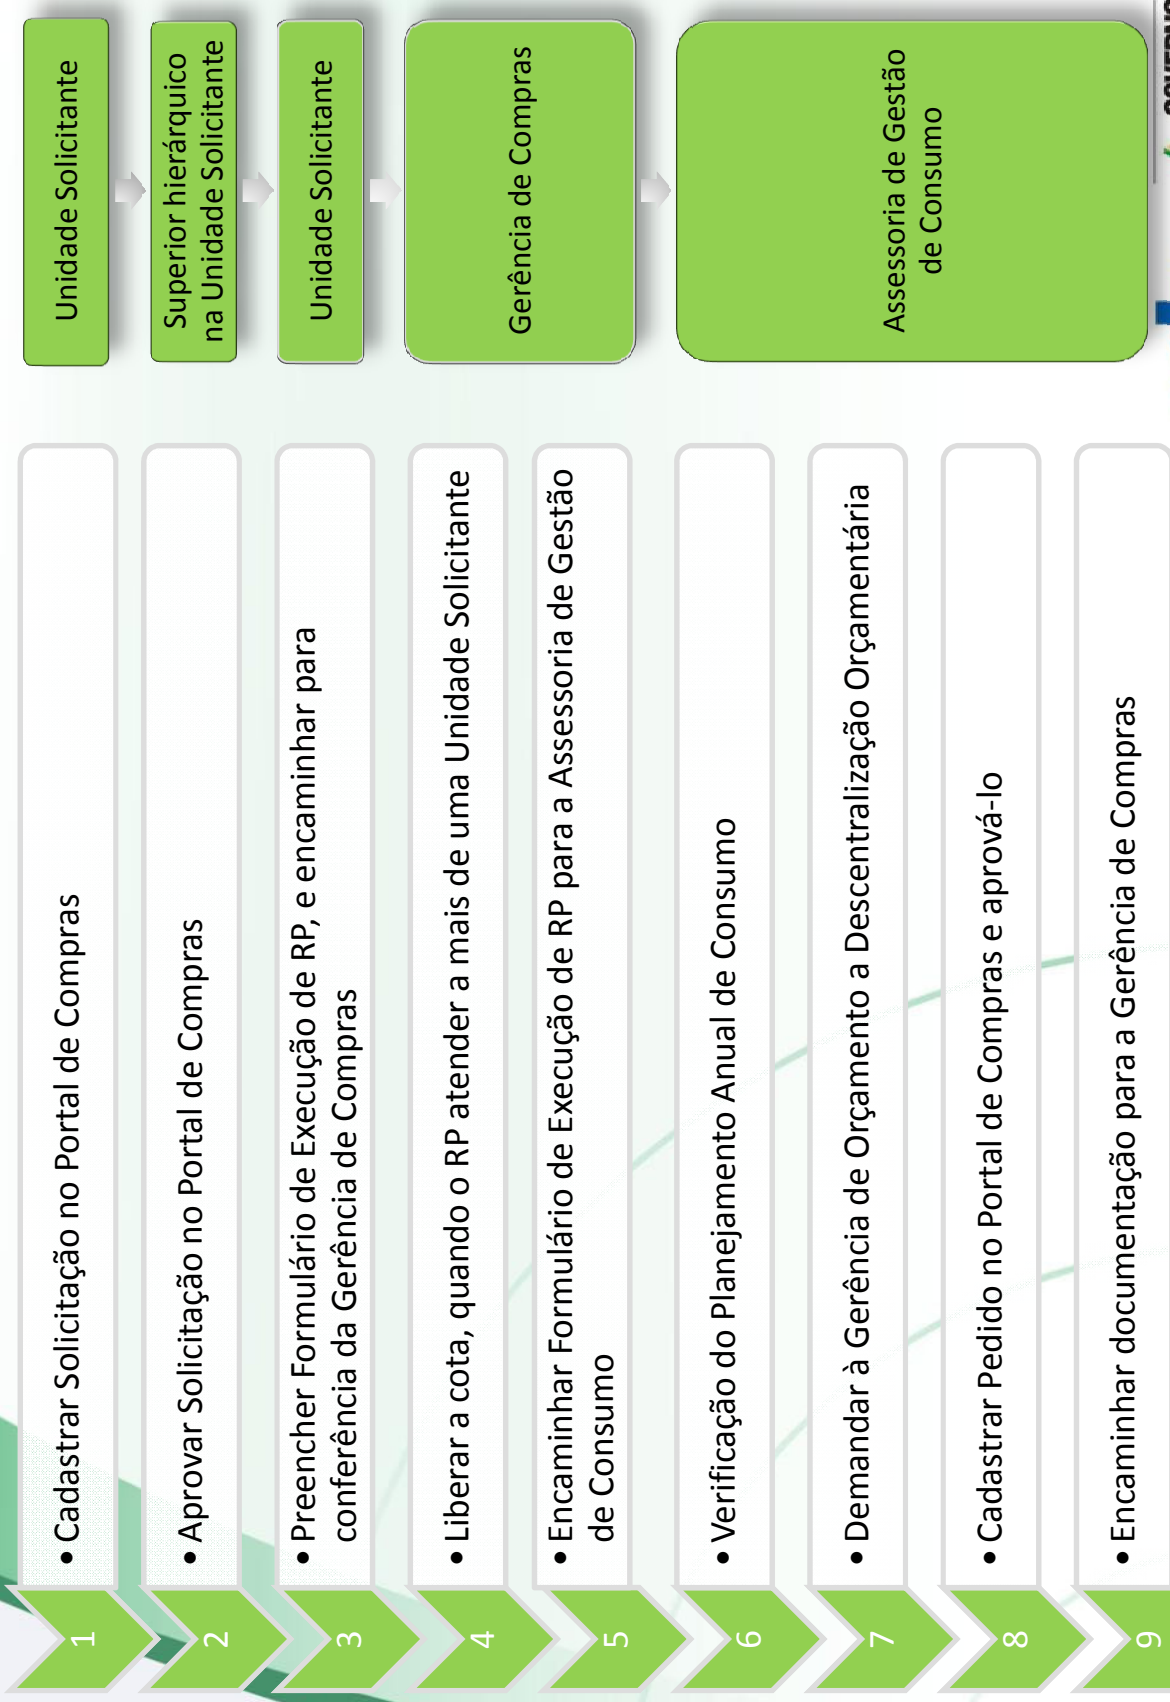 1
• Cadastrar Solicitação no Portal de Compras
Unidade Solicitante
2
• Aprovar Solicitação no Portal de Compras
Superior hierárquico
na Unidade Solicitante
3
• Preencher Formulário de Execução de RP, e encaminhar para
conferência da Gerência de Compras
Unidade Solicitante
4
• Liberar a cota, quando o RP atender a mais de uma Unidade Solicitante
5
• Encaminhar Formulário de Execução de RP para a Assessoria de Gestão
de Consumo
Gerência de Compras
6
• Verificação do Planejamento Anual de Consumo
7
• Demandar à Gerência de Orçamento a Descentralização Orçamentária
8
• Cadastrar Pedido no Portal de Compras e aprová-lo
9
• Encaminhar documentação para a Gerência de Compras
Assessoria de Gestão
de Consumo